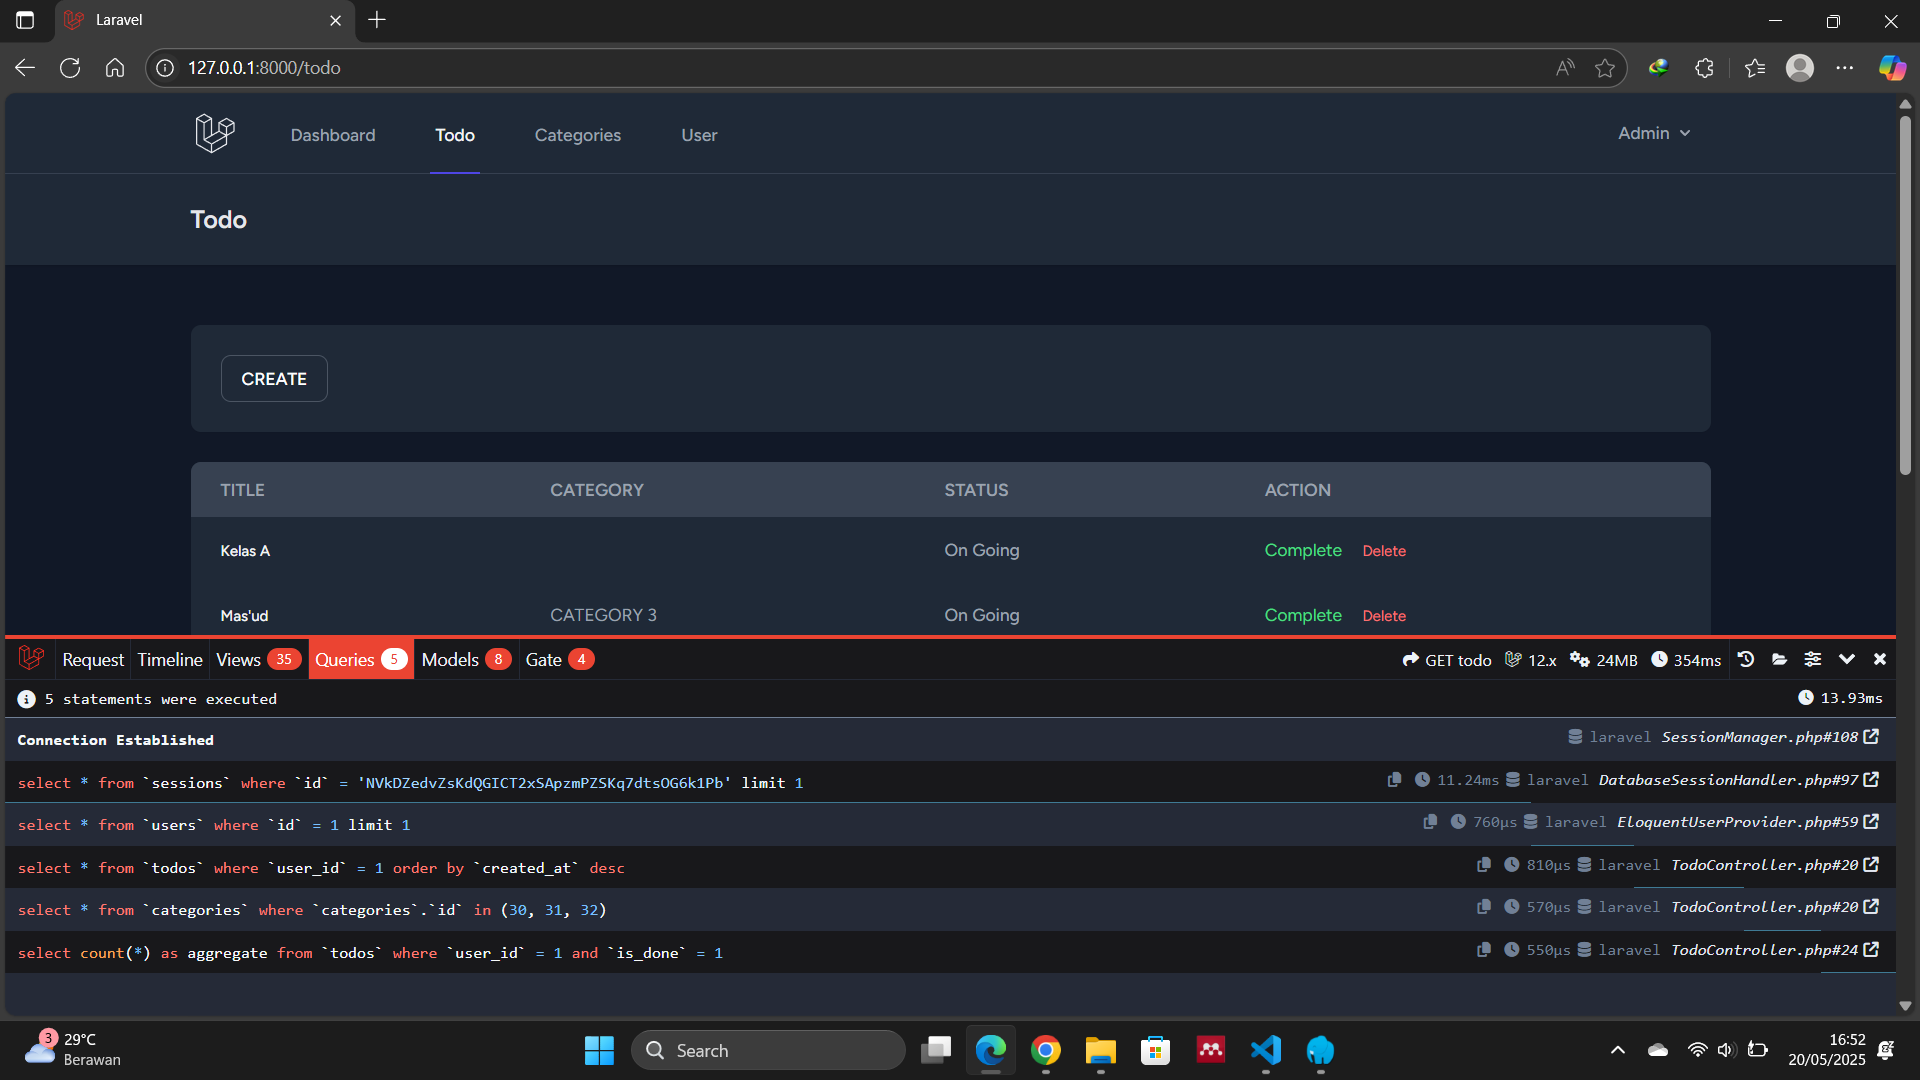 Laravel
127.0.0.1:8000/todo
Dashboard Todo Categories User Admin
Todo
CREATE
TITLE CATEGORY STATUS ACTION
Kelas A On Going Complete Delete
Mas'ud CATEGORY 3 On Going Complete Delete
Request Timeline Views 35 Queries 5 Models 8 Gate 4 GET todo 12.x 24MB 354ms
5 statements were executed 13.93ms
Connection Established laravel SessionManager.php#108
select * from `sessions` where `id` = 'NVkDZedvZsKdQGICT2xSApzmPZSKq7dtsOG6k1Pb' limit 1 11.24ms laravel DatabaseSessionHandler.php#97
select * from `users` where `id` = 1 limit 1 760μs laravel EloquentUserProvider.php#59
select * from `todos` where `user_id` = 1 order by `created_at` desc 810μs laravel TodoController.php#20
select * from `categories` where `categories`.`id` in (30, 31, 32) 570μs laravel TodoController.php#20
select count(*) as aggregate from `todos` where `user_id` = 1 and `is_done` = 1 550μs laravel TodoController.php#24
3 29°C
Berawan
Search
16:52
20/05/2025